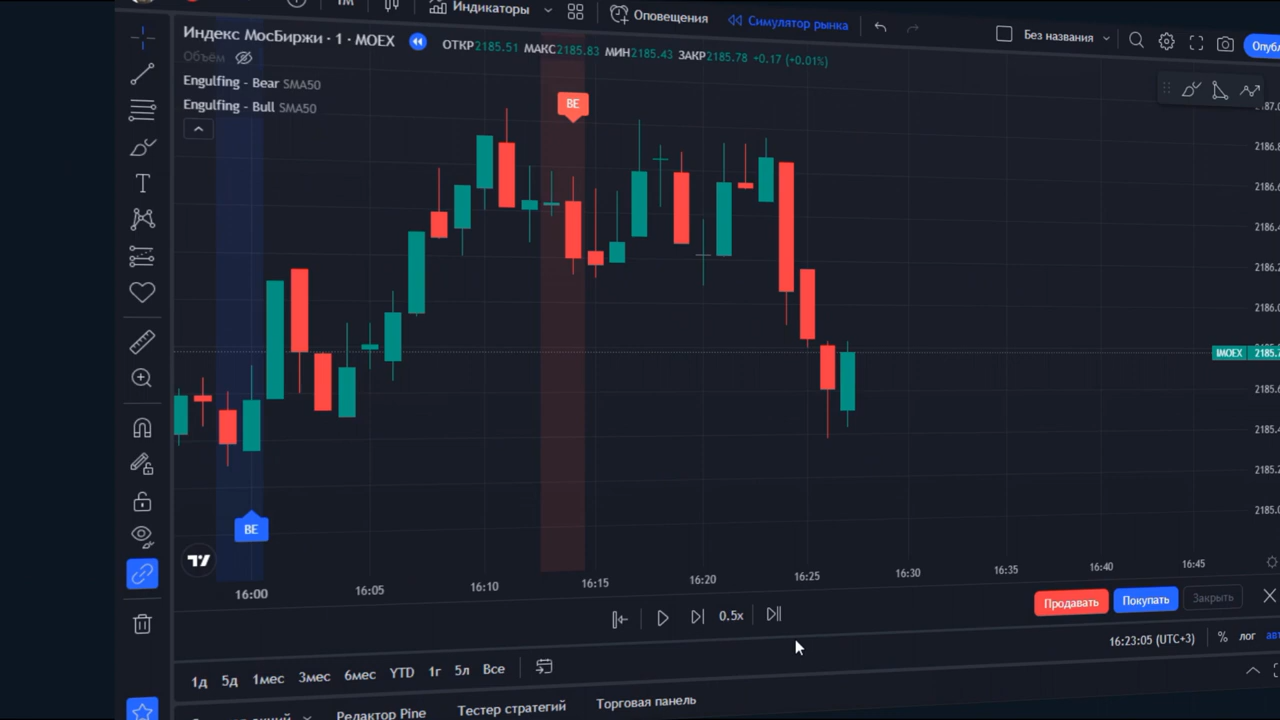 1М
Индикаторы
Оповещения
Симулятор рынка
Без названия
Индекс МосБиржи · 1 · MOEX
ОТКР2185.51 МАКС2185.83 МИН2185.43 ЗАКР2185.78 +0.17 (+0.01%)
Объём
Engulfing - Bear SMA50
Engulfing - Bull SMA50
BE
BE
IMOEX
16:00
16:05
16:10
16:15
16:20
16:25
16:30
16:35
16:40
16:45
0.5x
Продавать
Покупать
Закрыть
16:23:05 (UTC+3)
%
лог
1д
5д
1мес
3мес
6мес
YTD
1г
5л
Все
Редактор Pine
Тестер стратегий
Торговая панель